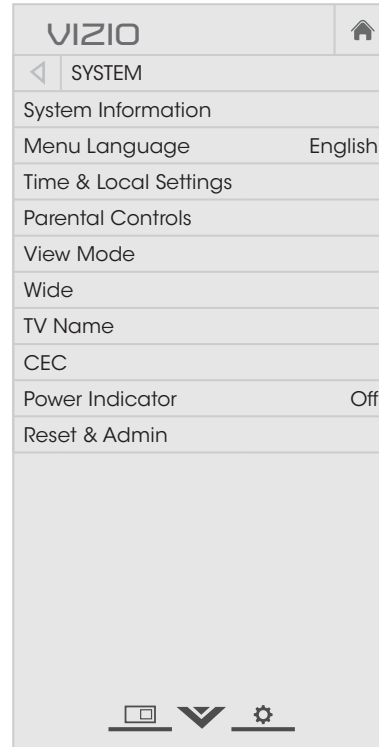 VIZIO
SYSTEM
System Information
Menu Language English
Time & Local Settings
Parental Controls
View Mode
Wide
TV Name
CEC
Power Indicator Off
Reset & Admin